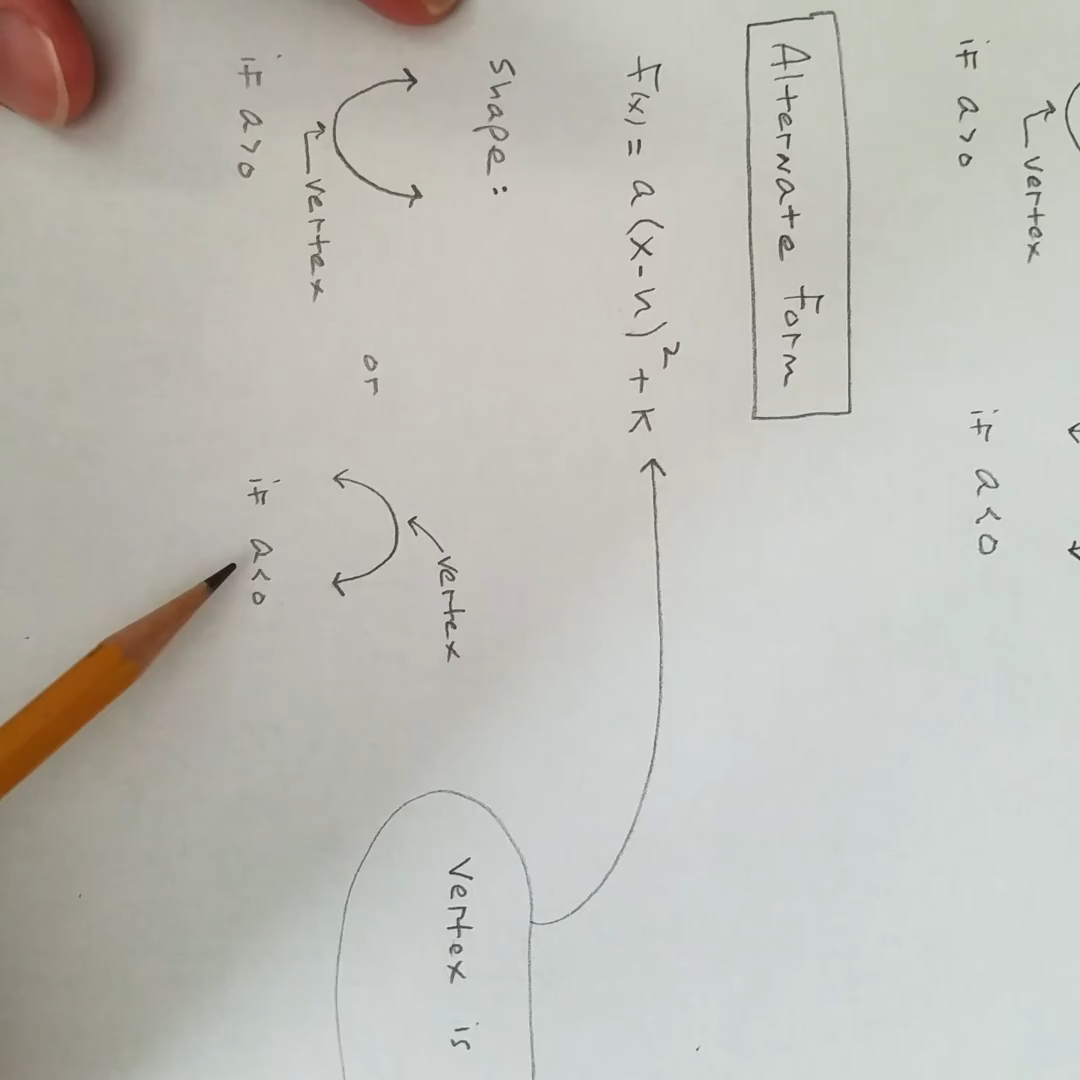 vertex
if a>0
if a<0
Alternate form
f(x) = a(x-h)² + k
Shape:
vertex
or
vertex
if a>0
if a<0
Vertex is